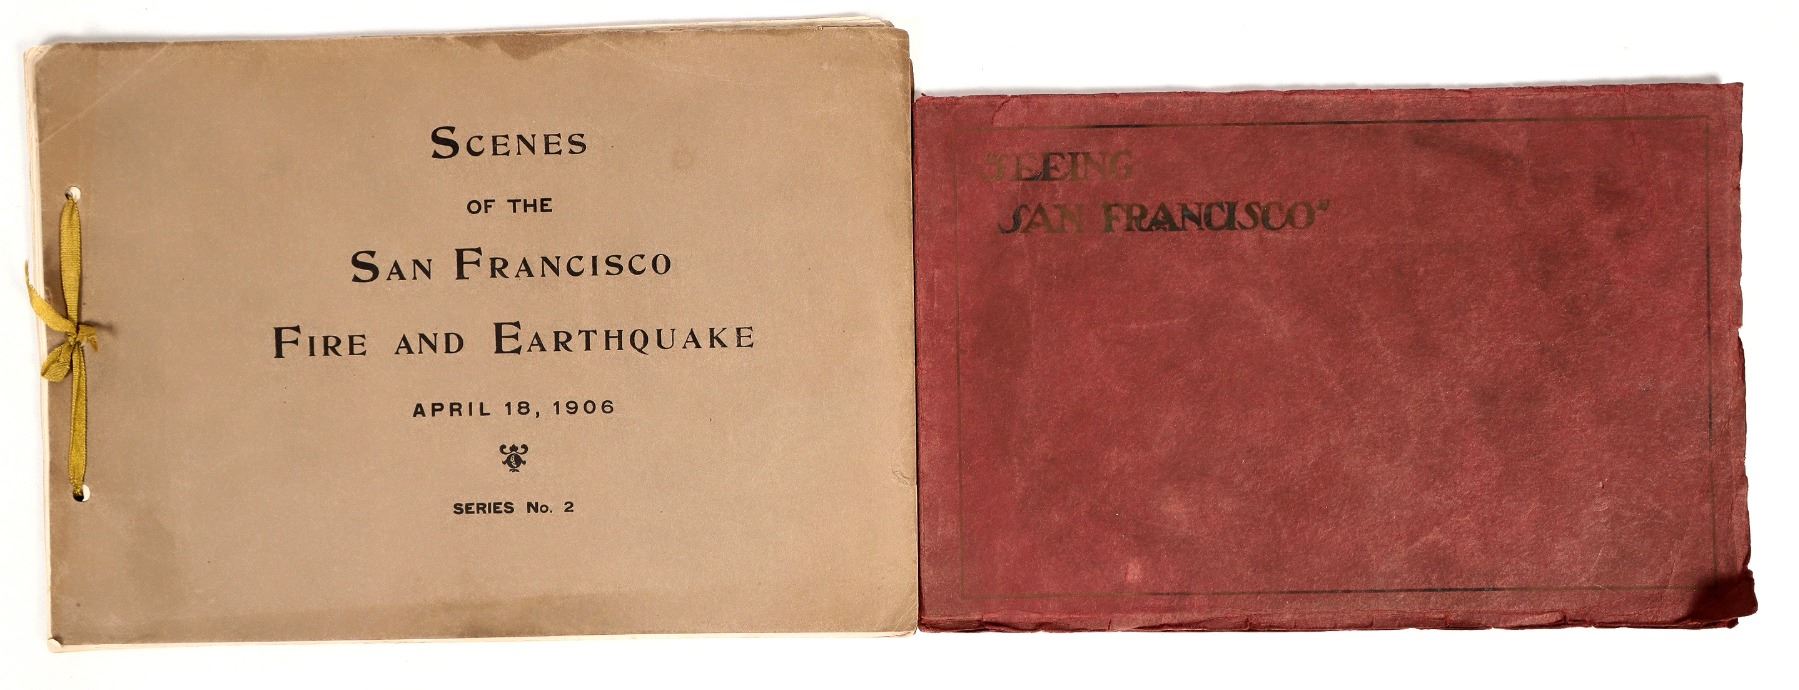 SCENES
OF THE
SAN FRANCISCO
FIRE AND EARTHQUAKE
APRIL 18, 1906
SERIES No. 2
"SEEING
SAN FRANCISCO"